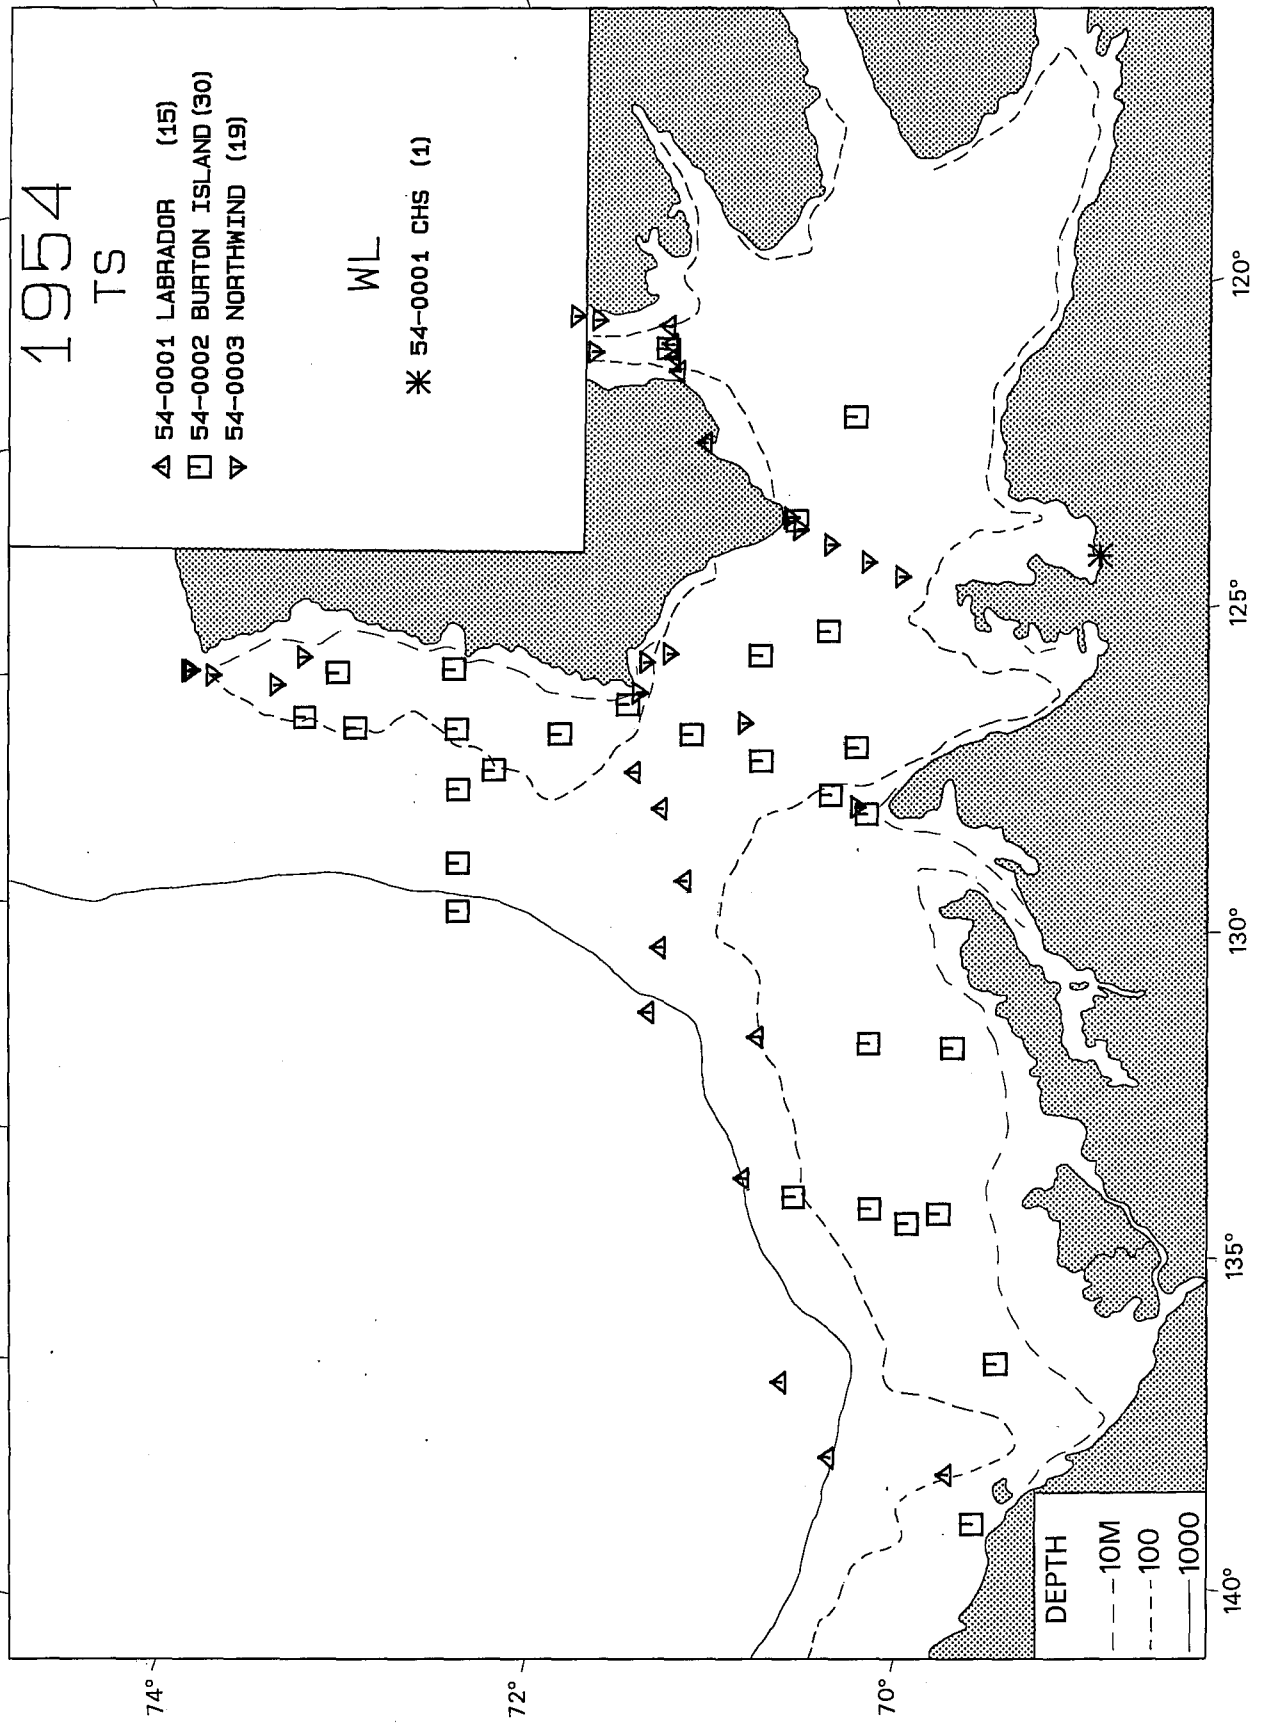 1954
TS
54-0001 LABRADOR (15)
54-0002 BURTON ISLAND (30)
54-0003 NORTHWIND (19)
WL
54-0001 CHS (1)
74°
72°
70°
DEPTH
10M
100
1000
140°
135°
130°
125°
120°